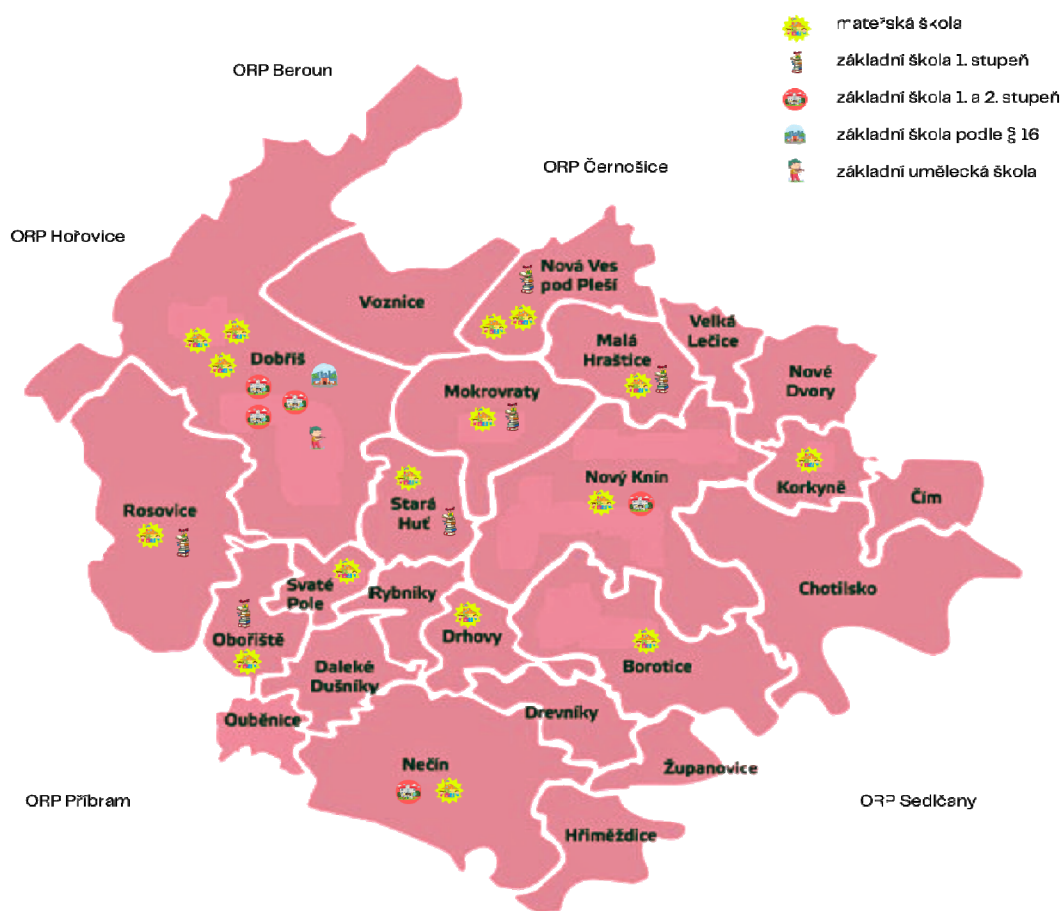 mateřská škola
základní škola 1. stupeň
základní škola 1. a 2. stupeň
základní škola podle § 16
základní umělecká škola
ORP Beroun
ORP Černošice
ORP Hořovice
Nová Ves
pod Pleší
Voznice
Velká
Lečice
Malá
Hraštice
Dobříš
Nové
Dvory
Mokrovraty
Nový Knín
Korkyně
Čím
Stará
Huť
Rosovice
Svaté
Pole
Rybníky
Chotilsko
Obořiště
Drhovy
Borotice
Daleké
Dušníky
Ouběnice
Drevníky
Nečín
Županovice
ORP Příbram
ORP Sedlčany
Hřiměždice